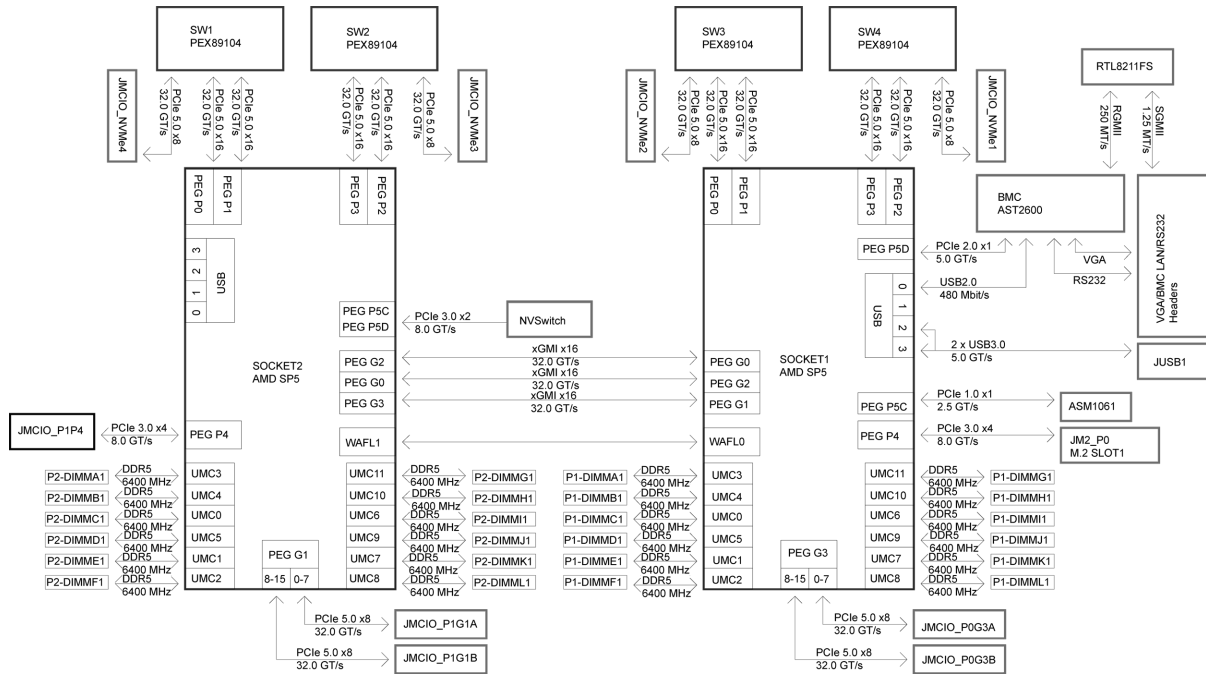 SW1
PEX89104
SW2
PEX89104
SW3
PEX89104
SW4
PEX89104
RTL8211FS
JMCIO_NVMe4
PCIe 5.0 x8
32.0 GT/s
PCIe 5.0 x16
32.0 GT/s
PCIe 5.0 x16
32.0 GT/s
PCIe 5.0 x16
32.0 GT/s
PCIe 5.0 x16
32.0 GT/s
PCIe 5.0 x8
32.0 GT/s
JMCIO_NVMe3
JMCIO_NVMe2
PCIe 5.0 x8
32.0 GT/s
PCIe 5.0 x16
32.0 GT/s
PCIe 5.0 x16
32.0 GT/s
PCIe 5.0 x16
32.0 GT/s
PCIe 5.0 x16
32.0 GT/s
PCIe 5.0 x8
32.0 GT/s
JMCIO_NVMe1
RGMII
250 MT/s
SGMII
1.25 MT/s
PEG P0
PEG P1
PEG P3
PEG P2
PEG P0
PEG P1
PEG P3
PEG P2
BMC
AST2600
VGA/BMC LAN/RS232
Headers
3
2
1
0
USB
PEG P5D
PCIe 2.0 x1
5.0 GT/s
VGA
RS232
USB
0
1
2
3
USB2.0
480 Mbit/s
2 x USB3.0
5.0 GT/s
JUSB1
PEG P5C
PEG P5D
PCIe 3.0 x2
8.0 GT/s
NVSwitch
SOCKET2
AMD SP5
SOCKET1
AMD SP5
PEG G2
xGMI x16
32.0 GT/s
PEG G0
PEG G0
xGMI x16
32.0 GT/s
PEG G2
PEG G3
xGMI x16
32.0 GT/s
PEG G1
PEG P5C
PCIe 1.0 x1
2.5 GT/s
ASM1061
JMCIO_P1P4
PCIe 3.0 x4
8.0 GT/s
PEG P4
WAFL1
WAFL0
PEG P4
PCIe 3.0 x4
8.0 GT/s
JM2_P0
M.2 SLOT1
P2-DIMMA1
DDR5
6400 MHz
UMC3
UMC11
DDR5
6400 MHz
P2-DIMMG1
P1-DIMMA1
DDR5
6400 MHz
UMC3
UMC11
DDR5
6400 MHz
P1-DIMMG1
P2-DIMMB1
DDR5
6400 MHz
UMC4
UMC10
DDR5
6400 MHz
P2-DIMMH1
P1-DIMMB1
DDR5
6400 MHz
UMC4
UMC10
DDR5
6400 MHz
P1-DIMMH1
P2-DIMMC1
DDR5
6400 MHz
UMC0
UMC6
DDR5
6400 MHz
P2-DIMMI1
P1-DIMMC1
DDR5
6400 MHz
UMC0
UMC6
DDR5
6400 MHz
P1-DIMMI1
P2-DIMMD1
DDR5
6400 MHz
UMC5
UMC9
DDR5
6400 MHz
P2-DIMMJ1
P1-DIMMD1
DDR5
6400 MHz
UMC5
UMC9
DDR5
6400 MHz
P1-DIMMJ1
P2-DIMME1
DDR5
6400 MHz
UMC1
UMC7
DDR5
6400 MHz
P2-DIMMK1
P1-DIMME1
DDR5
6400 MHz
UMC1
UMC7
DDR5
6400 MHz
P1-DIMMK1
P2-DIMMF1
DDR5
6400 MHz
UMC2
UMC8
DDR5
6400 MHz
P2-DIMML1
P1-DIMMF1
DDR5
6400 MHz
UMC2
UMC8
DDR5
6400 MHz
P1-DIMML1
PEG G1
8-15
0-7
PEG G3
8-15
0-7
PCIe 5.0 x8
32.0 GT/s
JMCIO_P1G1A
PCIe 5.0 x8
32.0 GT/s
JMCIO_P1G1B
PCIe 5.0 x8
32.0 GT/s
JMCIO_P0G3A
PCIe 5.0 x8
32.0 GT/s
JMCIO_P0G3B